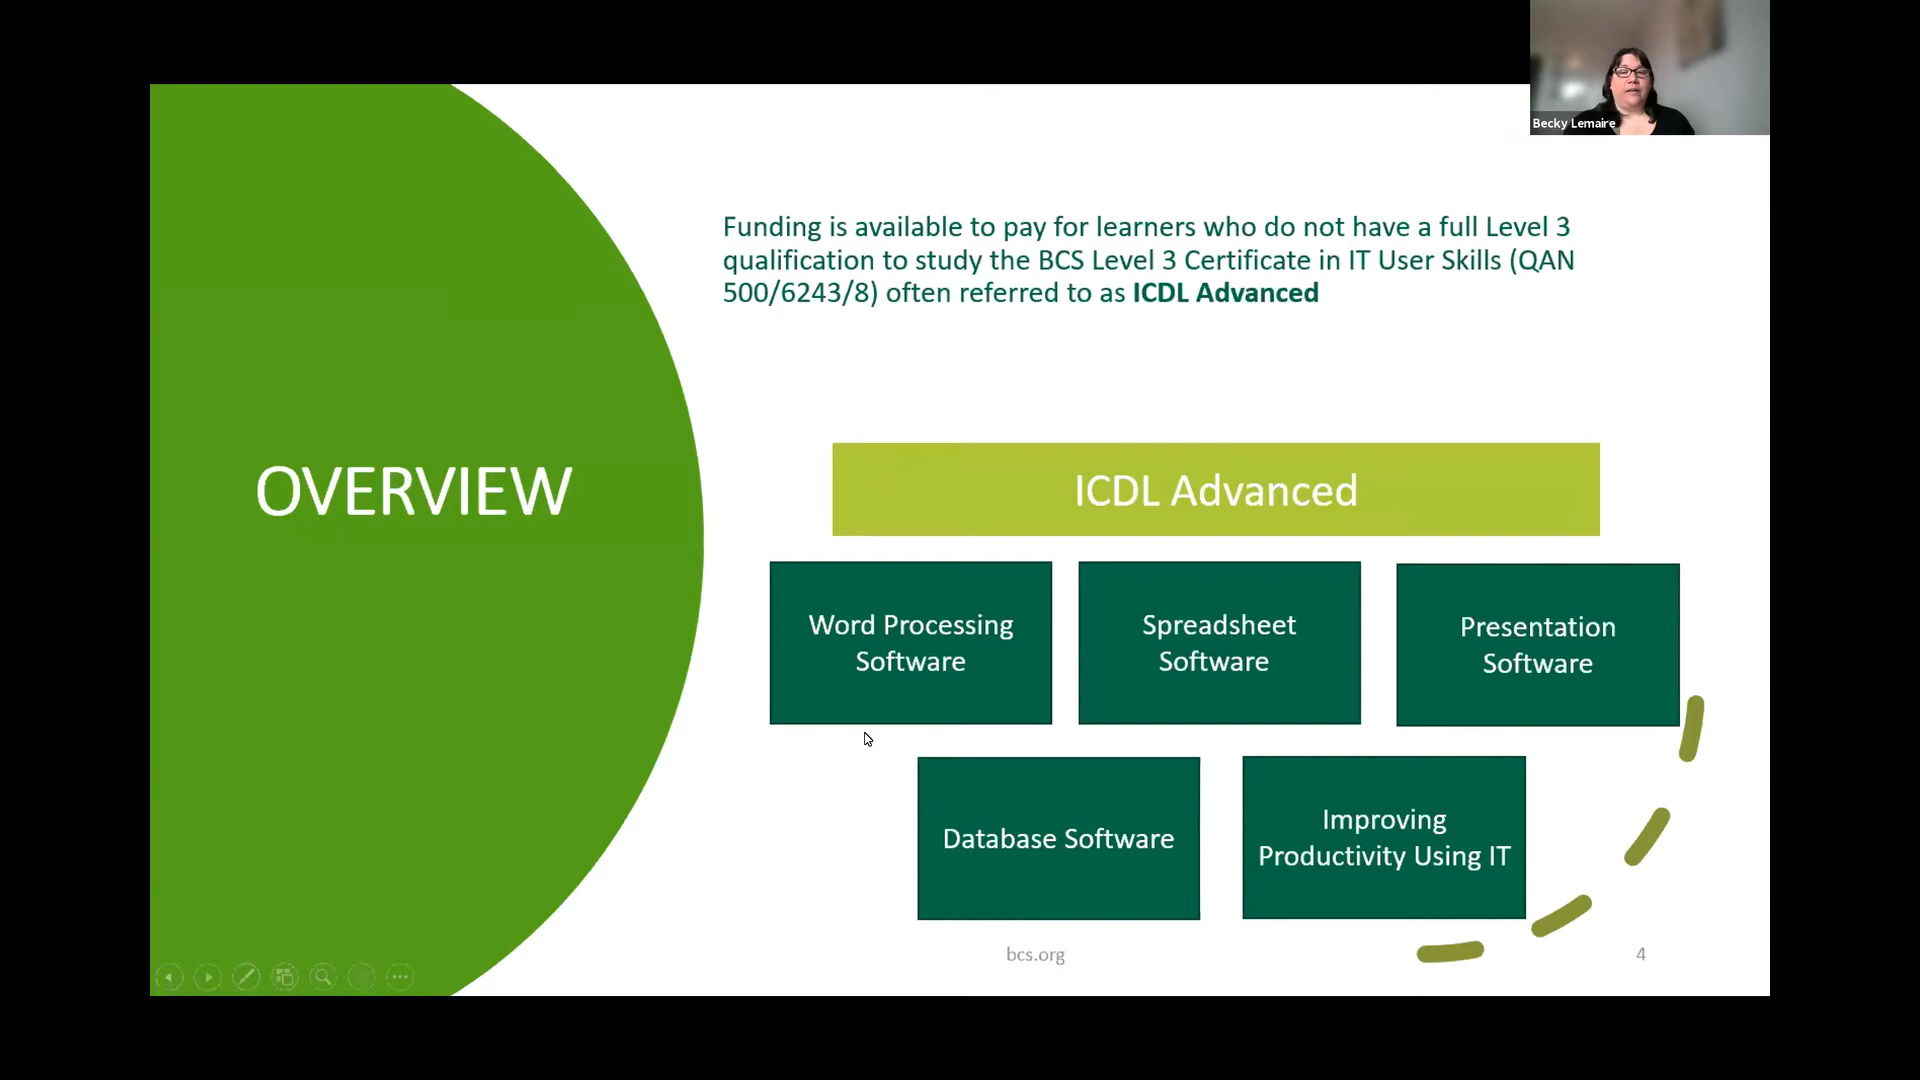 Becky Lemaire
Funding is available to pay for learners who do not have a full Level 3
qualification to study the BCS Level 3 Certificate in IT User Skills (QAN
500/6243/8) often referred to as ICDL Advanced
OVERVIEW
ICDL Advanced
Word Processing
Software
Spreadsheet
Software
Presentation
Software
Database Software
Improving
Productivity Using IT
bcs.org
4